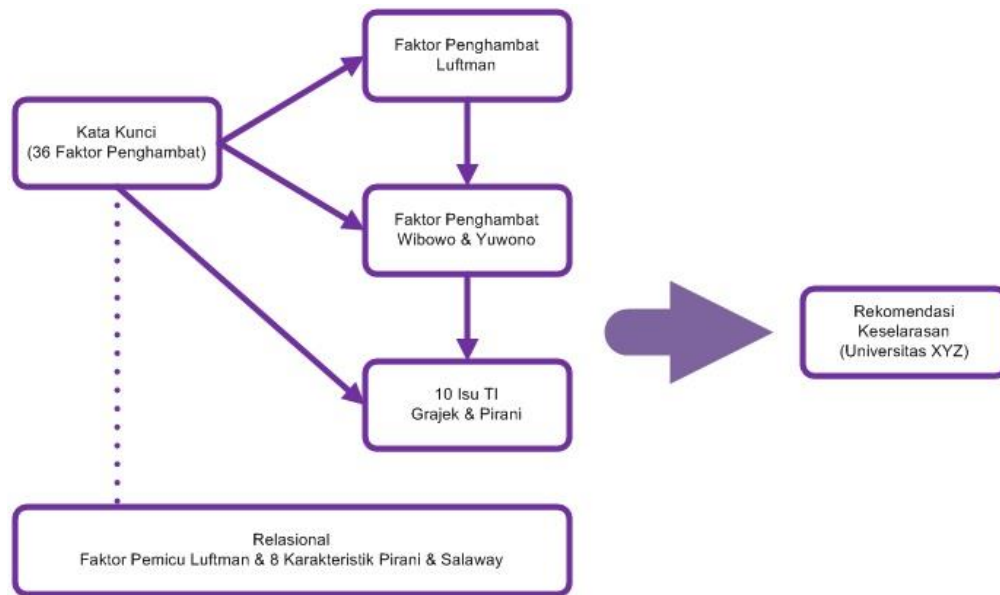 Faktor Penghambat
Luftman
Kata Kunci
(36 Faktor Penghambat)
Faktor Penghambat
Wibowo & Yuwono
Rekomendasi
Keselarasan
(Universitas XYZ)
10 Isu TI
Grajek & Pirani
Relasional
Faktor Pemicu Luftman & 8 Karakteristik Pirani & Salaway